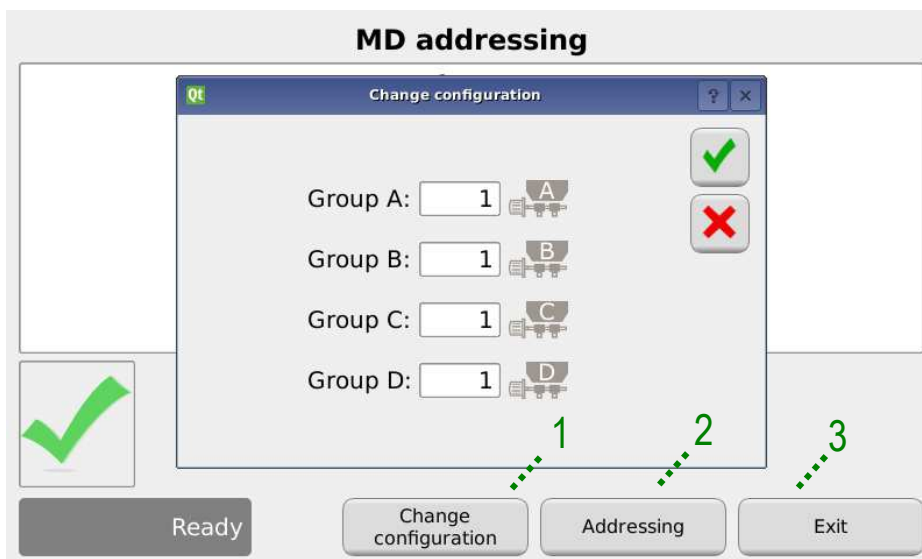 MD addressing
Qt
Change configuration
?
×
Group A: 1 A
Group B: 1 B
Group C: 1 C
Group D: 1 D
1
2
3
Ready
Change
configuration
Addressing
Exit